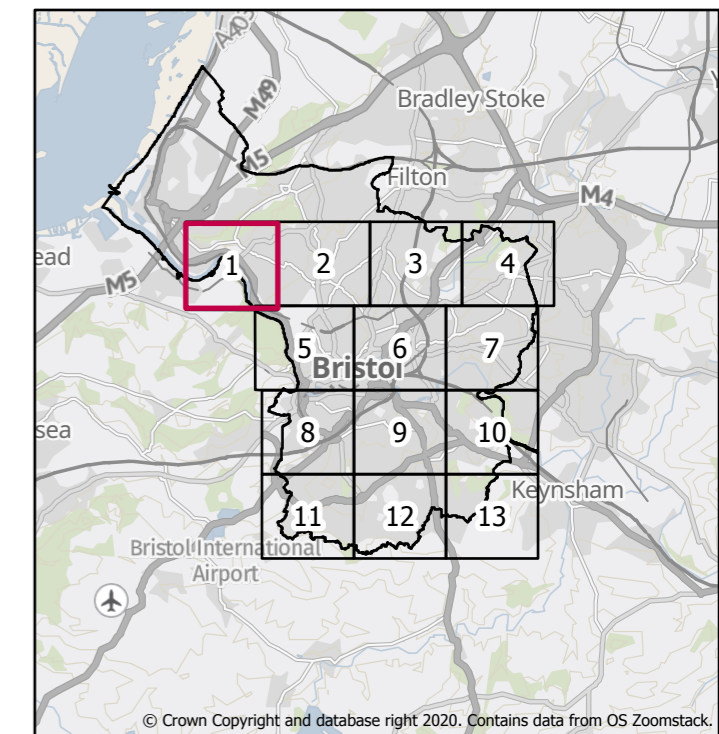 A403
M49
Bradley Stoke
M5
Filton
M4
ead
1
2
3
4
M5
5
6
7
Bristol
sea
8
9
10
Keynsham
11
12
13
Bristol International
Airport
© Crown Copyright and database right 2020. Contains data from OS Zoomstack.